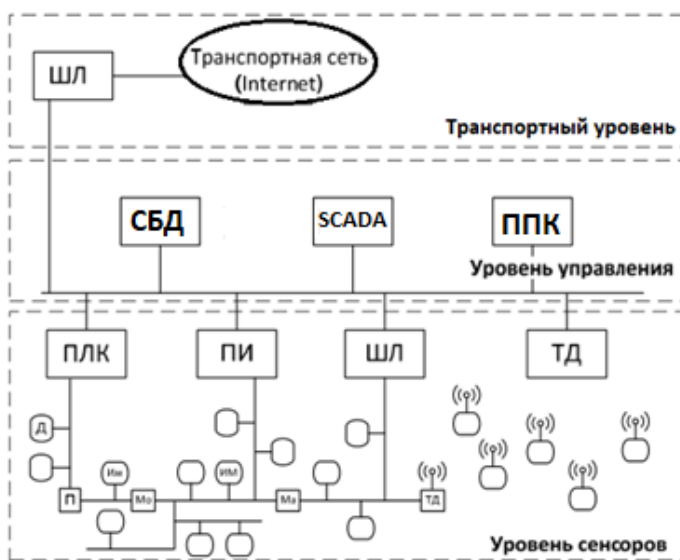 Транспортная сеть
(Internet)
ШЛ
Транспортный уровень
СБД
SCADA
ППК
Уровень управления
ПЛК
ПИ
ШЛ
ТД
Д
Им
ИМ
П
Мо
Ма
ТД
Уровень сенсоров